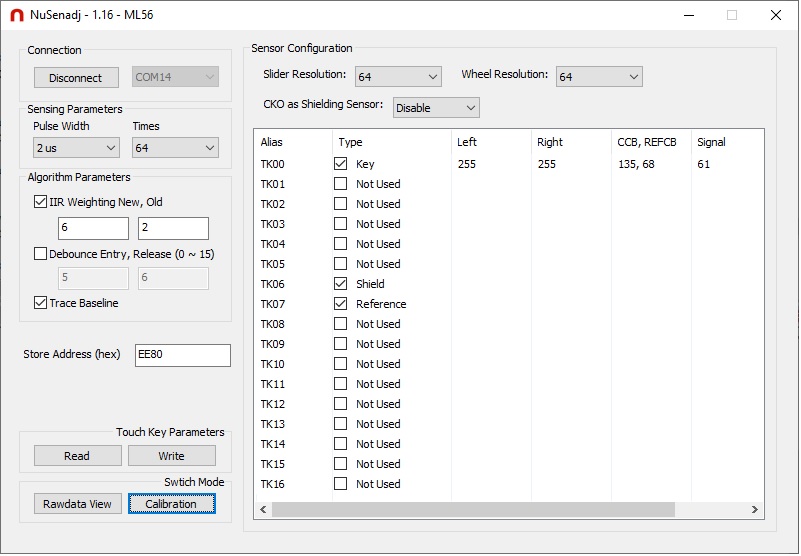 NuSenadj - 1.16 - ML56
Connection
Disconnect COM14
Sensing Parameters
Pulse Width Times
2 us 64
Algorithm Parameters
IIR Weighting New, Old
6 2
Debounce Entry, Release (0 ~ 15)
5 6
Trace Baseline
Store Address (hex) EE80
Touch Key Parameters
Read Write
Swtich Mode
Rawdata View Calibration
Sensor Configuration
Slider Resolution: 64 Wheel Resolution: 64
CKO as Shielding Sensor: Disable
Alias Type Left Right CCB, REFCB Signal
TK00 Key 255 255 135, 68 61
TK01 Not Used
TK02 Not Used
TK03 Not Used
TK04 Not Used
TK05 Not Used
TK06 Shield
TK07 Reference
TK08 Not Used
TK09 Not Used
TK10 Not Used
TK11 Not Used
TK12 Not Used
TK13 Not Used
TK14 Not Used
TK15 Not Used
TK16 Not Used